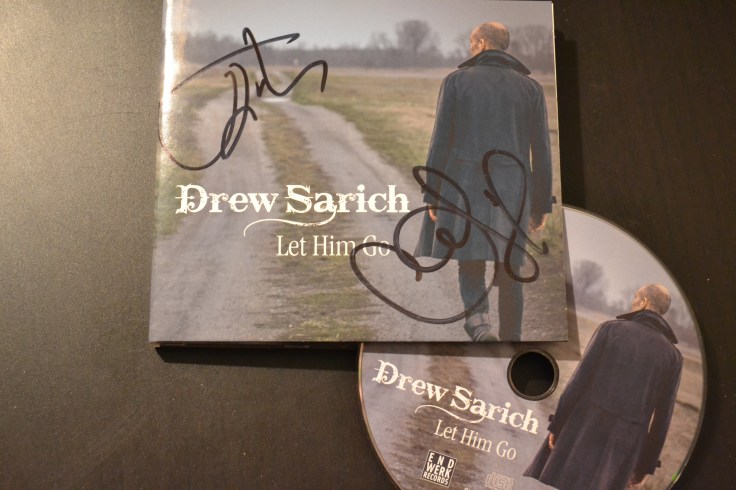 Drew Sarich
Let Him Go
Drew Sarich
Let Him Go
END
WERK
RECORDS